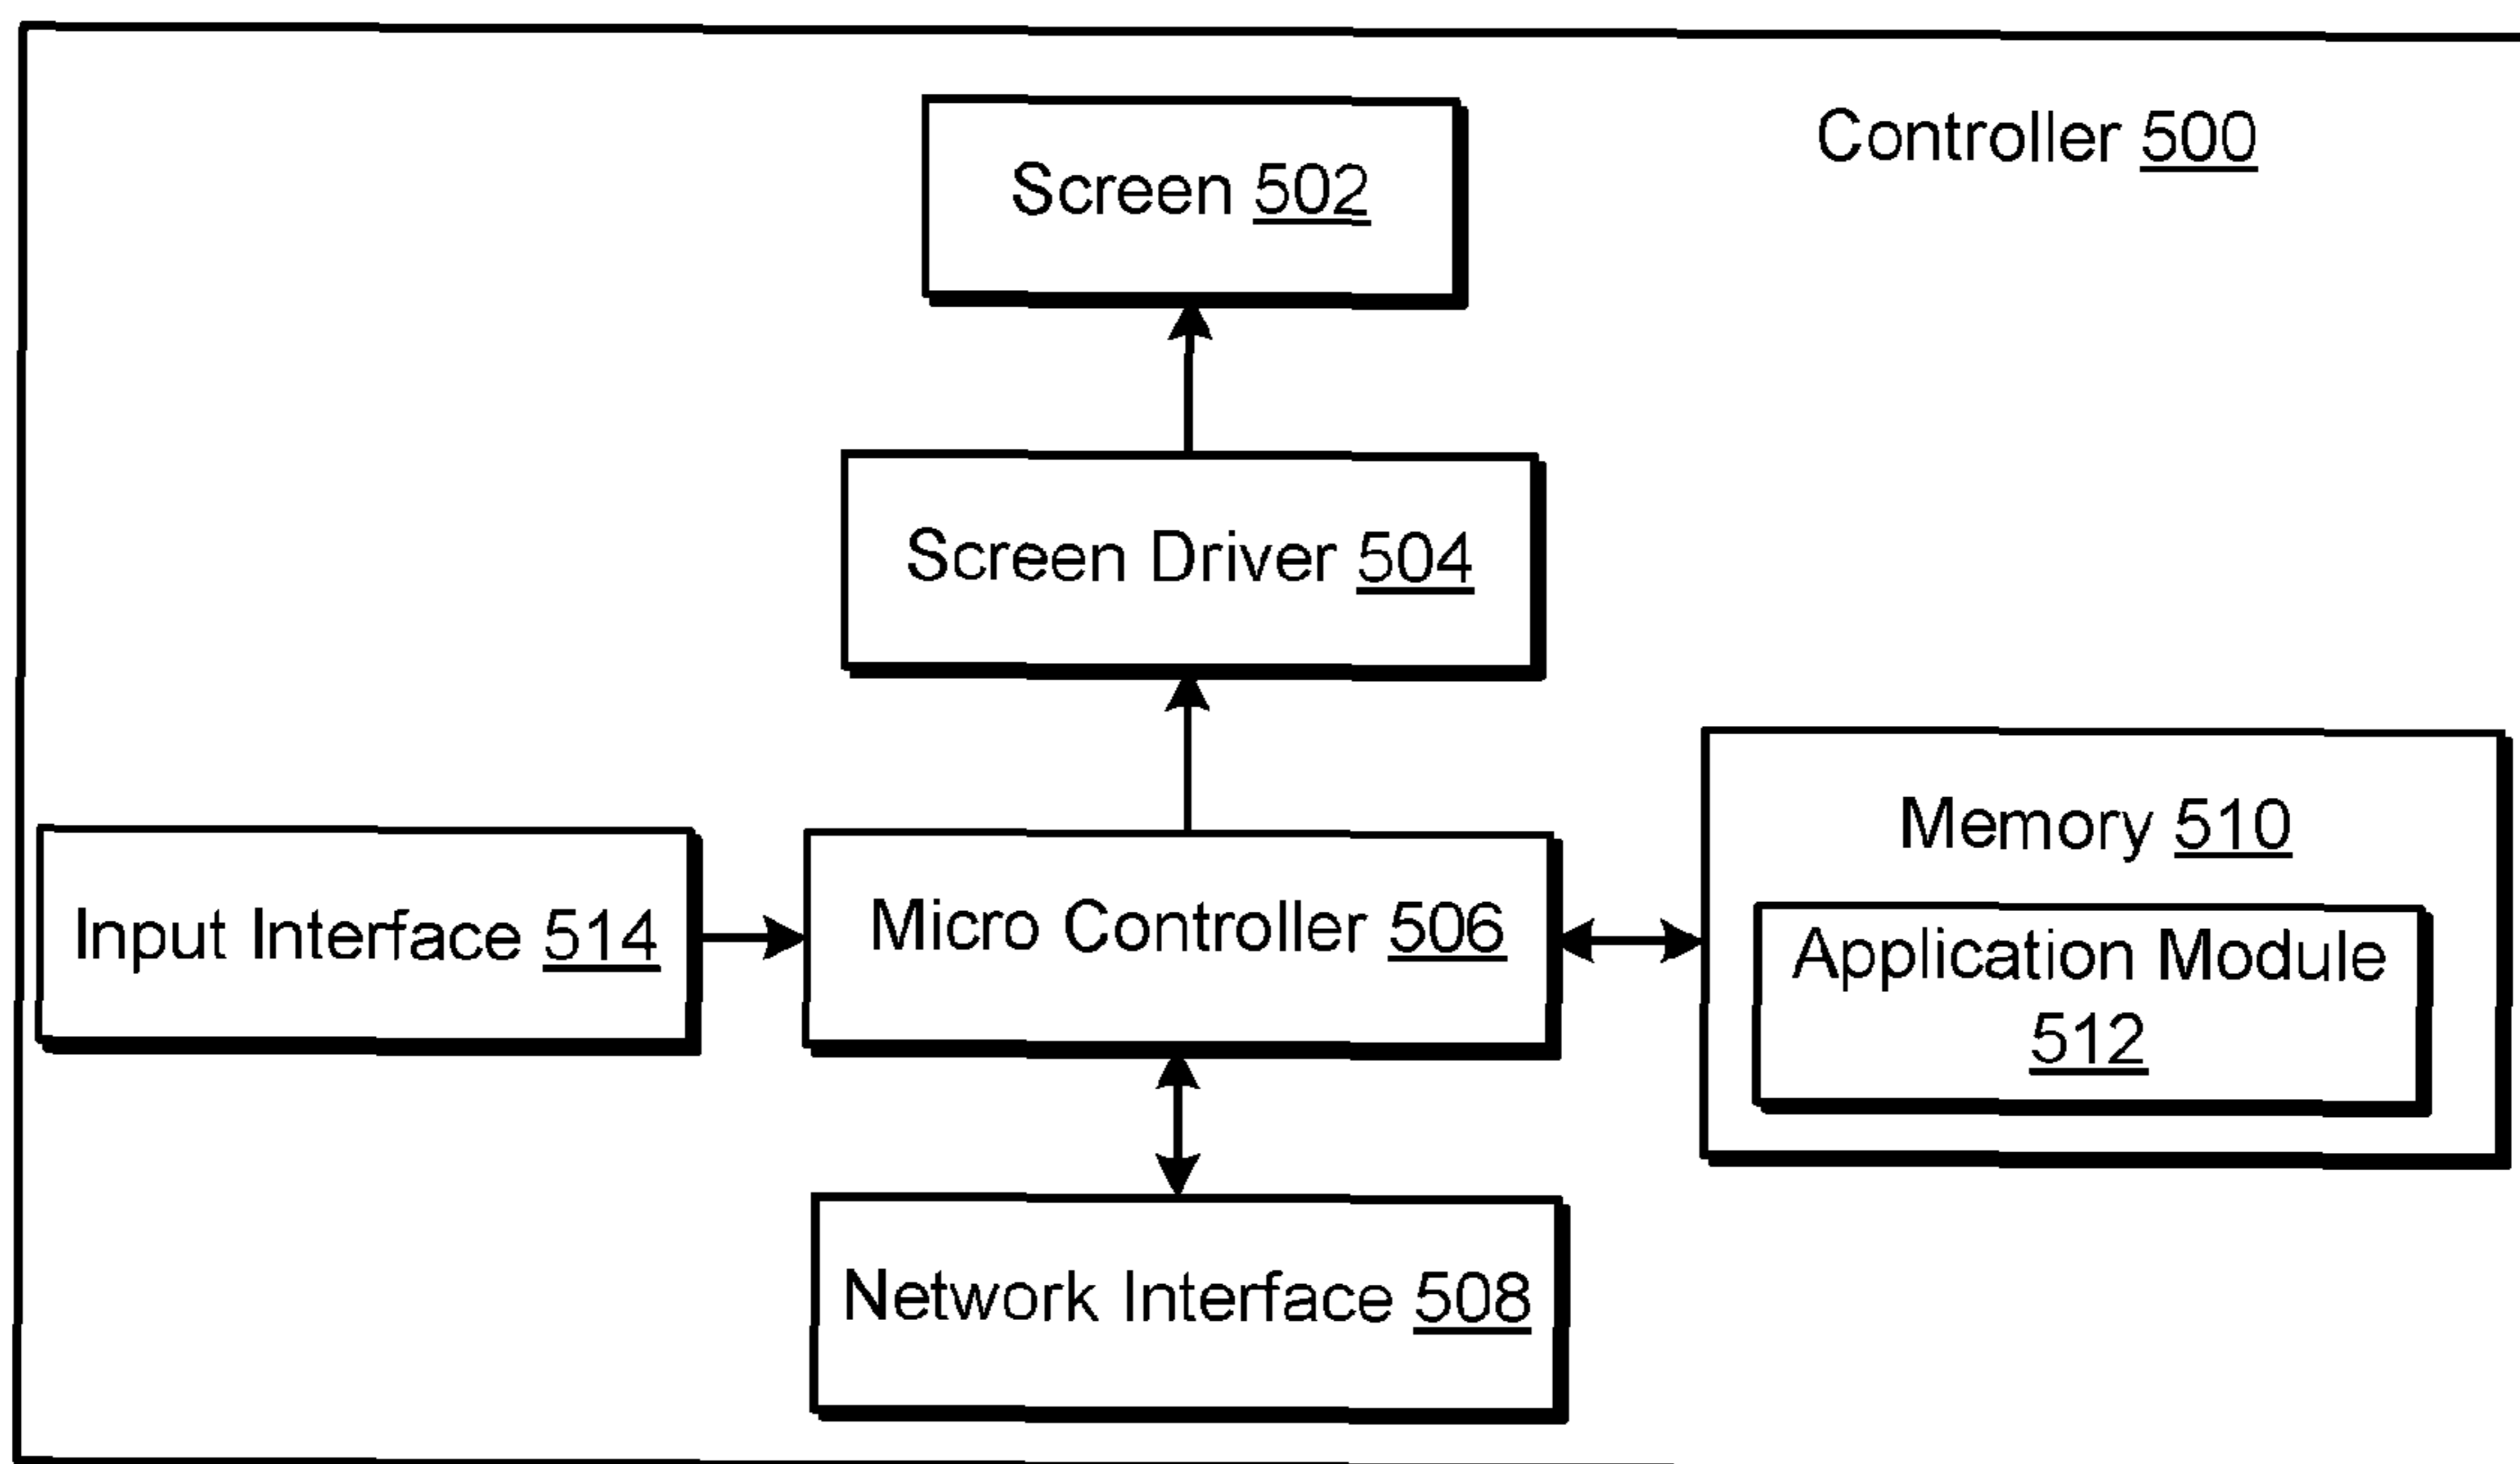 Controller 500
Screen 502
Screen Driver 504
Input Interface 514
Micro Controller 506
Memory 510
Application Module
512
Network Interface 508